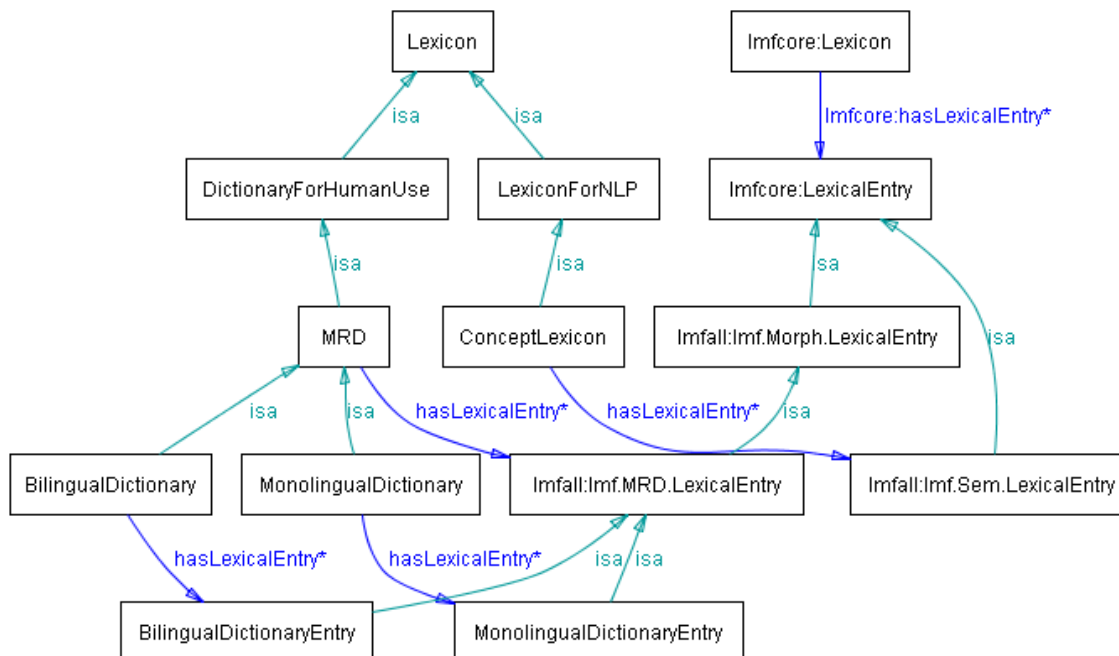 Lexicon
lmfcore:Lexicon
isa
isa
lmfcore:hasLexicalEntry*
DictionaryForHumanUse
LexiconForNLP
lmfcore:LexicalEntry
isa
isa
isa
MRD
ConceptLexicon
lmfall:lmf.Morph.LexicalEntry
isa
isa
isa
hasLexicalEntry*
hasLexicalEntry*
isa
BilingualDictionary
MonolingualDictionary
lmfall:lmf.MRD.LexicalEntry
lmfall:lmf.Sem.LexicalEntry
hasLexicalEntry*
hasLexicalEntry*
isa
isa
BilingualDictionaryEntry
MonolingualDictionaryEntry